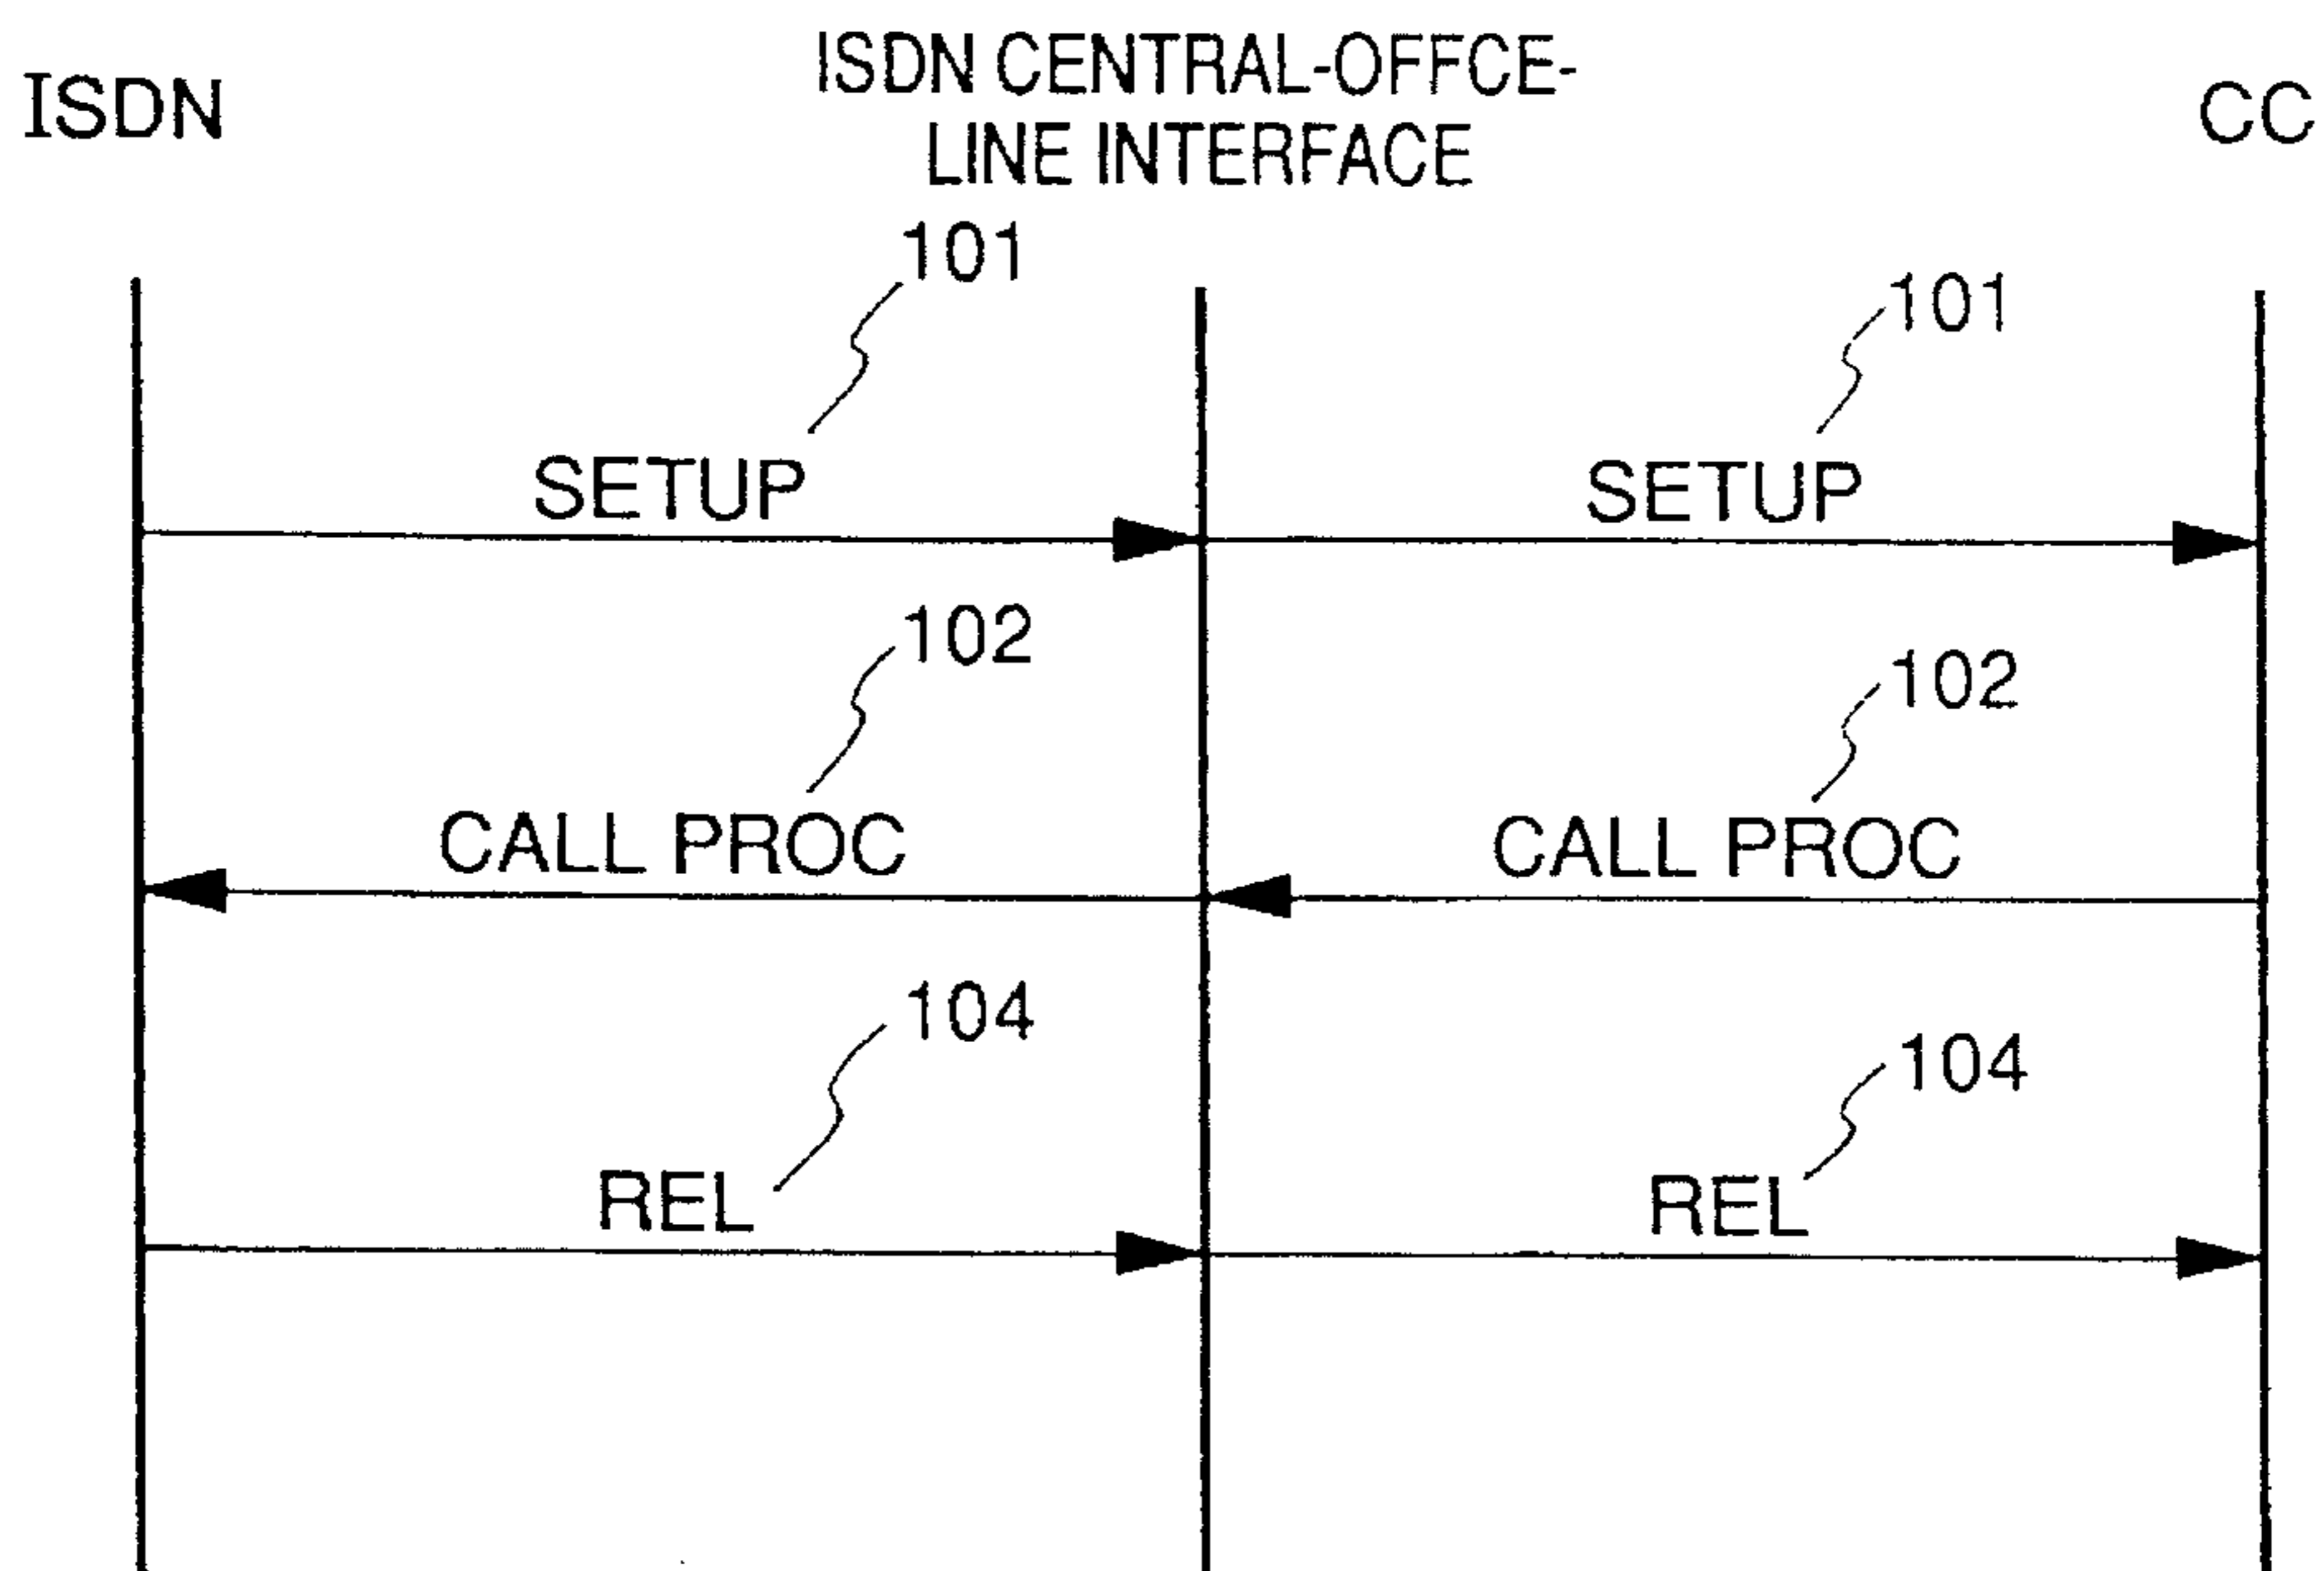 ISDN
ISDN CENTRAL-OFFCE-
LINE INTERFACE
CC
101
101
SETUP
SETUP
102
102
CALL PROC
CALL PROC
104
104
REL
REL